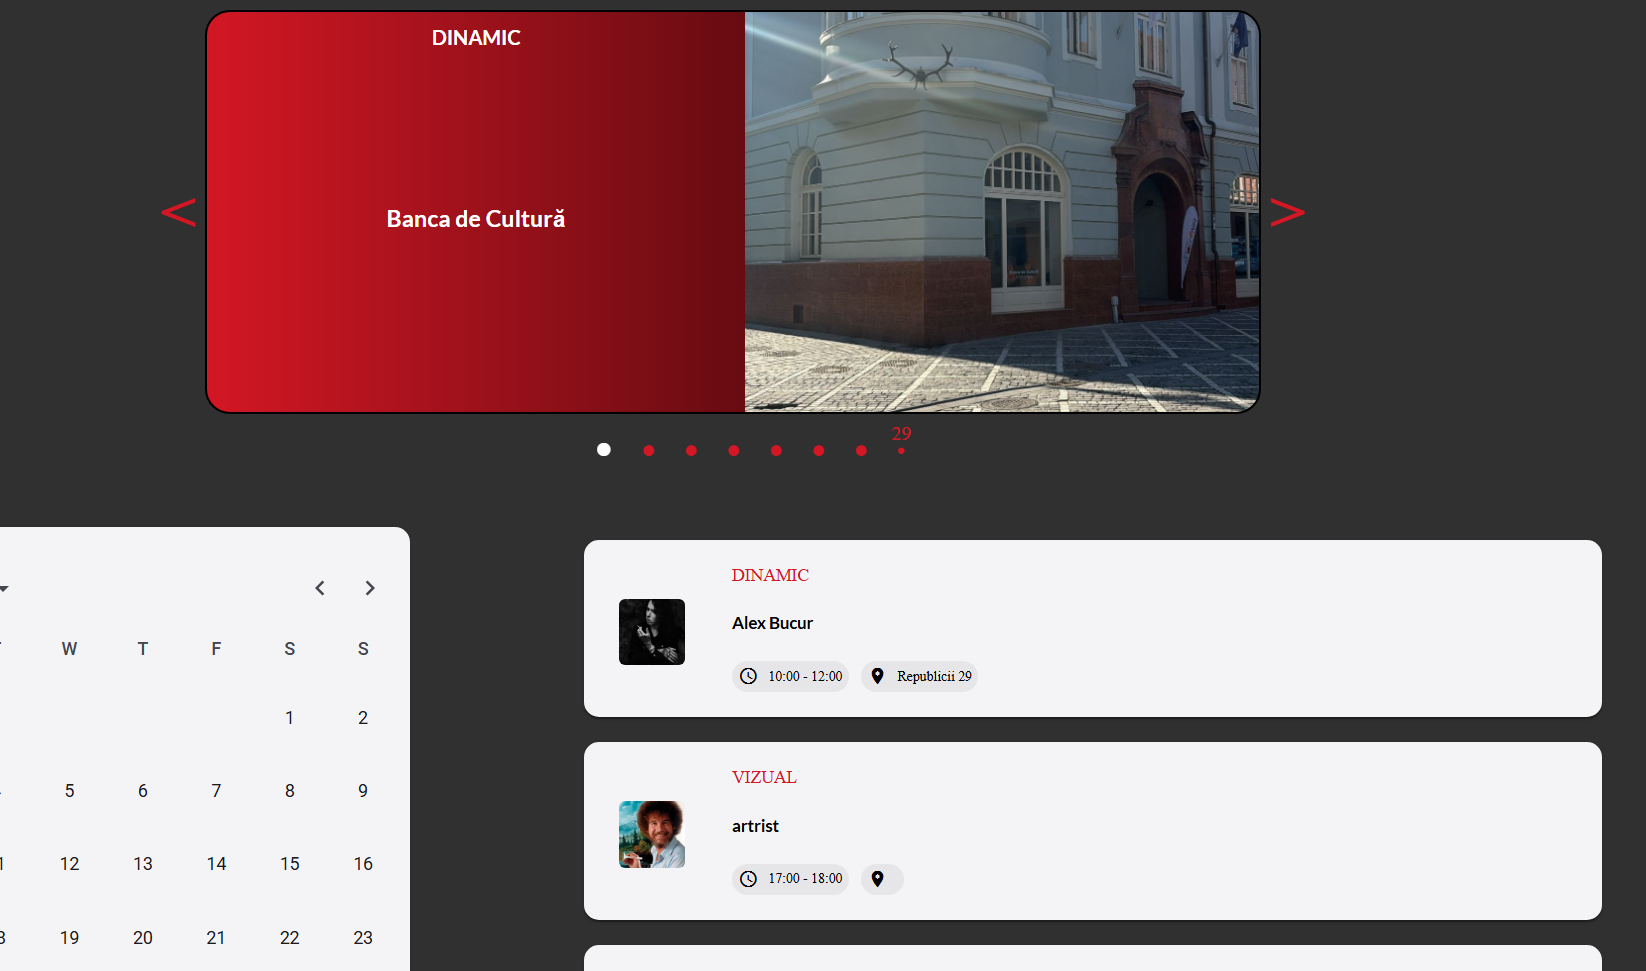 DINAMIC
Banca de Cultură
<
>
29
W T F S S
1 2
5 6 7 8 9
12 13 14 15 16
19 20 21 22 23
DINAMIC
Alex Bucur
10:00 - 12:00 Republicii 29
VIZUAL
artrist
17:00 - 18:00